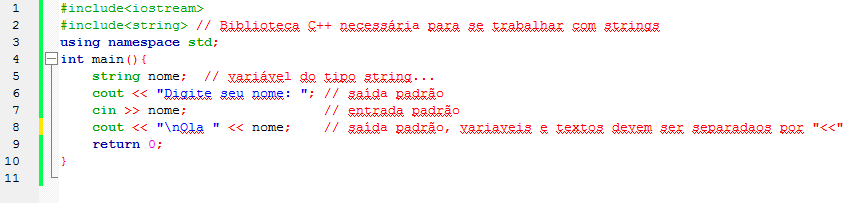 1 #include<iostream>
2 #include<string> // Biblioteca C++ necessária para se trabalhar com strings
3 using namespace std;
4 int main(){
5 string nome; // variável do tipo string...
6 cout << "Digite seu nome: "; // saída padrão
7 cin >> nome; // entrada padrão
8 cout << "\nOla " << nome; // saída padrão, variaveis e textos devem ser separadaos por "<<"
9 return 0;
10 }
11